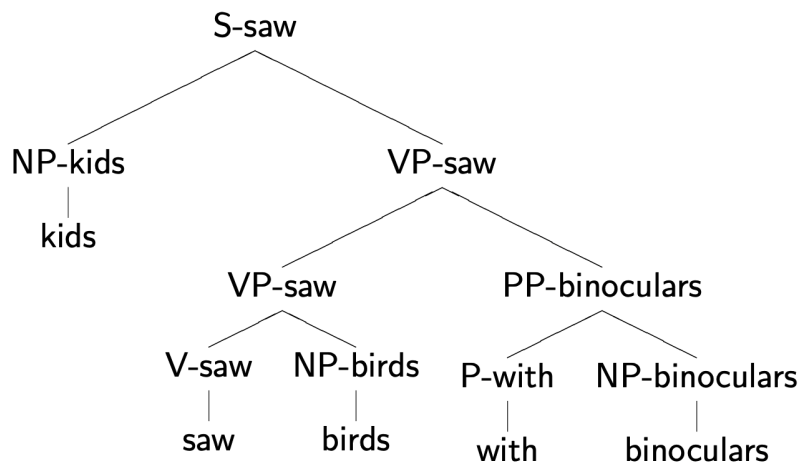 S-saw
NP-kids VP-saw
kids
VP-saw PP-binoculars
V-saw NP-birds P-with NP-binoculars
saw birds with binoculars